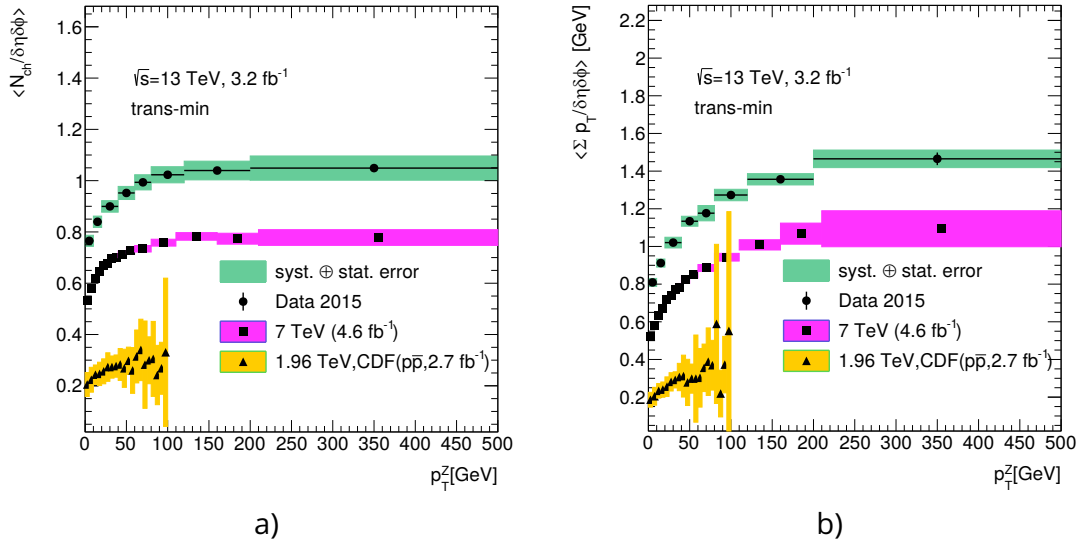 <N_ch/δηδϕ>
1.6
1.4
1.2
1
0.8
0.6
0.4
0.2
√s=13 TeV, 3.2 fb⁻¹
trans-min
syst. ⊕ stat. error
Data 2015
7 TeV (4.6 fb⁻¹)
1.96 TeV,CDF(pp̅,2.7 fb⁻¹)
0 50 100 150 200 250 300 350 400 450 500
p_T^Z[GeV]
a)
<Σ p_T/δηδϕ> [GeV]
2.2
2
1.8
1.6
1.4
1.2
1
0.8
0.6
0.4
0.2
√s=13 TeV, 3.2 fb⁻¹
trans-min
syst. ⊕ stat. error
Data 2015
7 TeV (4.6 fb⁻¹)
1.96 TeV,CDF(pp̅,2.7 fb⁻¹)
0 50 100 150 200 250 300 350 400 450 500
p_T^Z[GeV]
b)